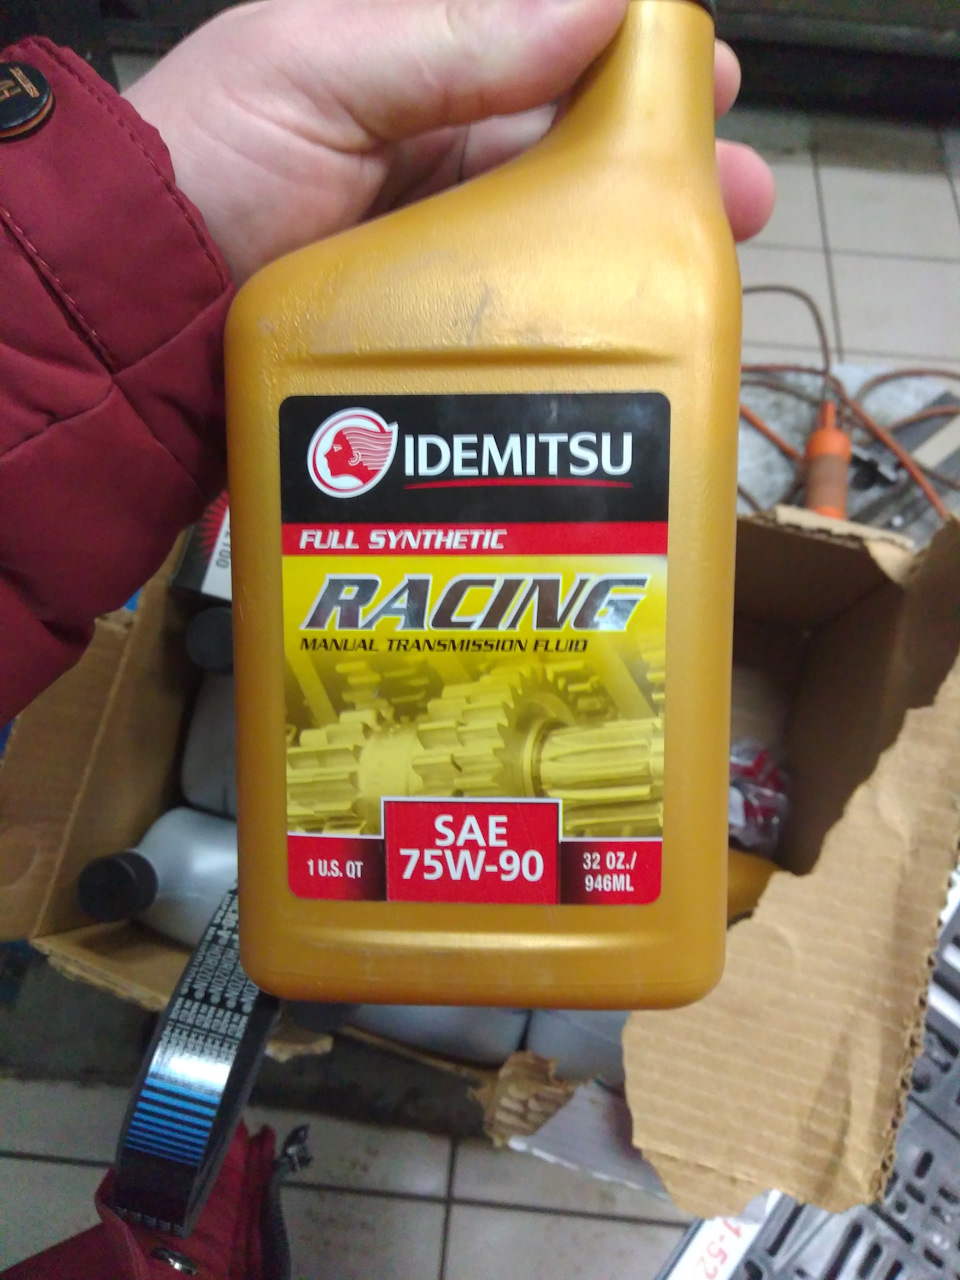 IDEMITSU
FULL SYNTHETIC
RACING
MANUAL TRANSMISSION FLUID
SAE
75W-90
1 U.S. QT
32 OZ./
946ML